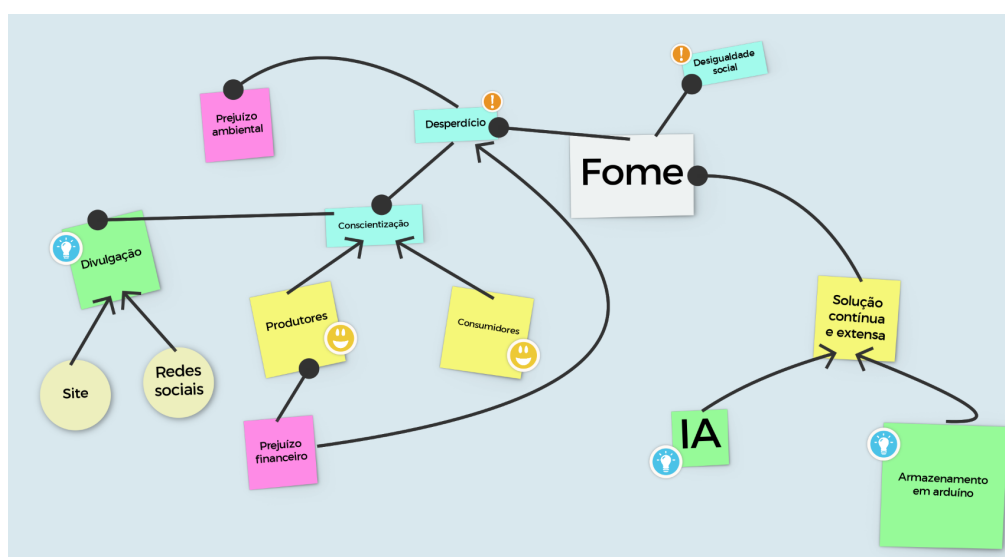 Desigualdade
social
Prejuízo
ambiental
Desperdício
Fome
Conscientização
Divulgação
Produtores
Consumidores
Solução
contínua
e extensa
Site
Redes
sociais
Prejuízo
financeiro
IA
Armazenamento
em arduíno